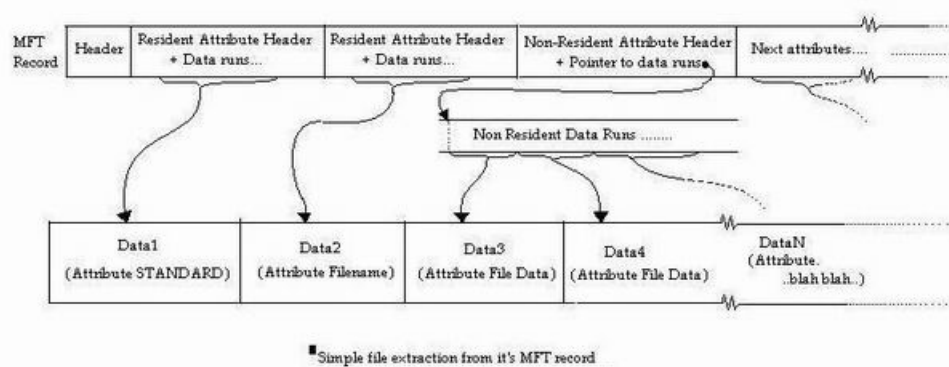 MFT
Record
Header
Resident Attribute Header
+ Data runs...
Resident Attribute Header
+ Data runs...
Non-Resident Attribute Header
+ Pointer to data runs
Next attributes....
Non Resident Data Runs ........
Data1
(Attribute STANDARD)
Data2
(Attribute Filename)
Data3
(Attribute File Data)
Data4
(Attribute File Data)
DataN
(Attribute.
..blah blah..)
Simple file extraction from it's MFT record